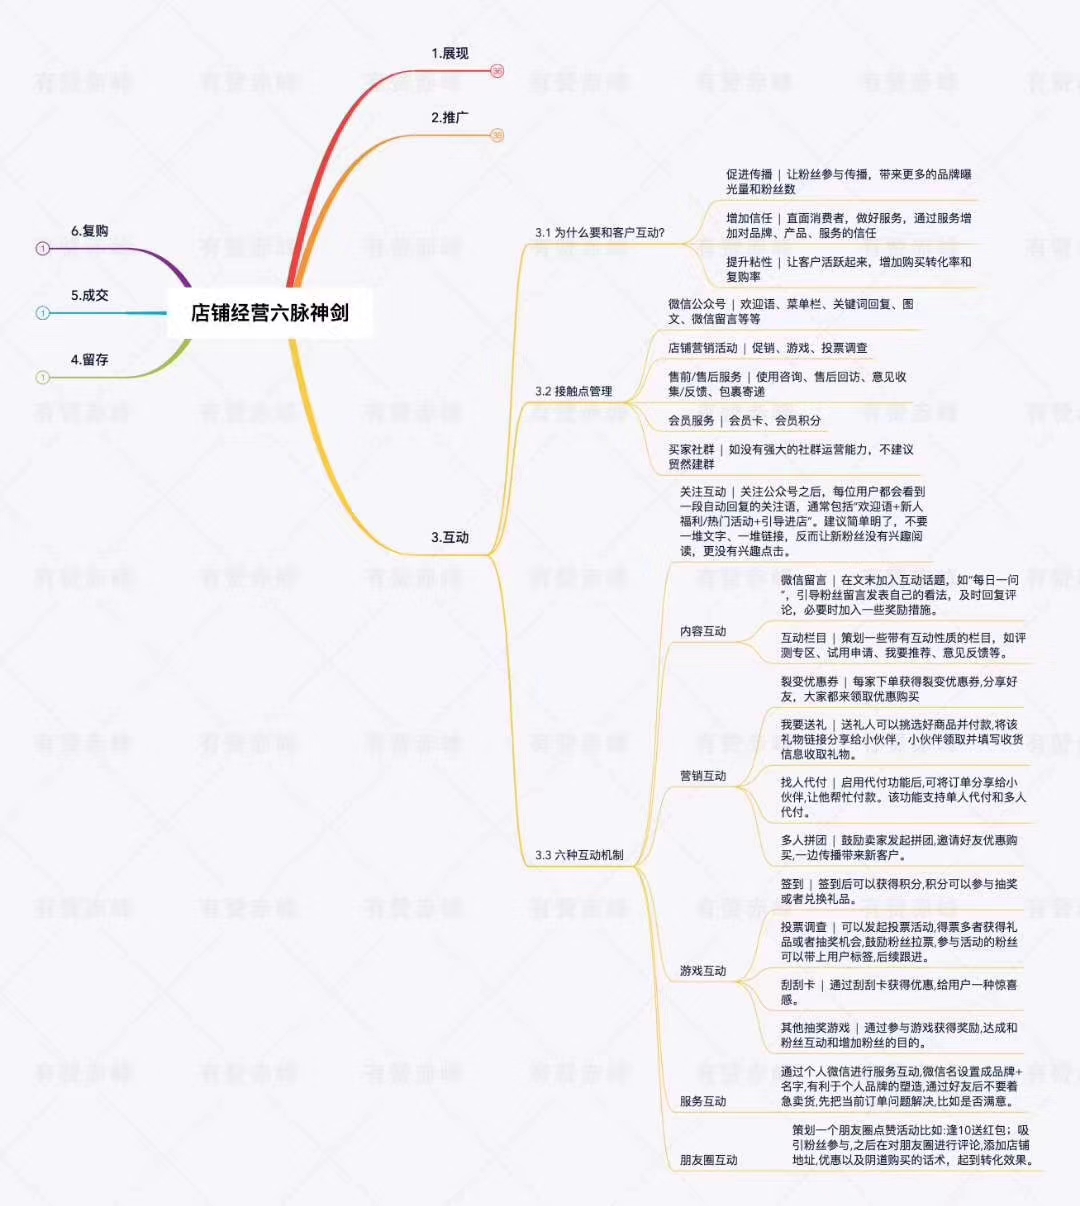 1.展现
36
2.推广
39
6.复购
1
5.成交
1
4.留存
1
店铺经营六脉神剑
3.互动
3.1 为什么要和客户互动?
促进传播 | 让粉丝参与传播，带来更多的品牌曝
光量和粉丝数
增加信任 | 直面消费者，做好服务，通过服务增
加对品牌、产品、服务的信任
提升粘性 | 让客户活跃起来，增加购买转化率和
复购率
3.2 接触点管理
微信公众号 | 欢迎语、菜单栏、关键词回复、图
文、微信留言等等
店铺营销活动 | 促销、游戏、投票调查
售前/售后服务 | 使用咨询、售后回访、意见收
集/反馈、包裹寄递
会员服务 | 会员卡、会员积分
买家社群 | 如没有强大的社群运营能力，不建议
贸然建群
3.3 六种互动机制
关注互动 | 关注公众号之后，每位用户都会看到
一段自动回复的关注语，通常包括“欢迎语+新人
福利/热门活动+引导进店”。建议简单明了，不要
一堆文字、一堆链接，反而让新粉丝没有兴趣阅
读，更没有兴趣点击。
内容互动
微信留言 | 在文末加入互动话题，如“每日一问
”，引导粉丝留言发表自己的看法，及时回复评
论，必要时加入一些奖励措施。
互动栏目 | 策划一些带有互动性质的栏目，如评
测专区、试用申请、我要推荐、意见反馈等。
营销互动
裂变优惠券 | 每家下单获得裂变优惠券,分享好
友，大家都来领取优惠购买
我要送礼 | 送礼人可以挑选好商品并付款,将该
礼物链接分享给小伙伴，小伙伴领取并填写收货
信息收取礼物。
找人代付 | 启用代付功能后,可将订单分享给小
伙伴,让他帮忙付款。该功能支持单人代付和多人
代付。
多人拼团 | 鼓励卖家发起拼团,邀请好友优惠购
买,一边传播带来新客户。
游戏互动
签到 | 签到后可以获得积分,积分可以参与抽奖
或者兑换礼品。
投票调查 | 可以发起投票活动,得票多者获得礼
品或者抽奖机会,鼓励粉丝拉票,参与活动的粉丝
可以带上用户标签,后续跟进。
刮刮卡 | 通过刮刮卡获得优惠,给用户一种惊喜
感。
其他抽奖游戏 | 通过参与游戏获得奖励,达成和
粉丝互动和增加粉丝的目的。
服务互动
通过个人微信进行服务互动,微信名设置成品牌+
名字,有利于个人品牌的塑造,通过好友后不要着
急卖货,先把当前订单问题解决,比如是否满意。
朋友圈互动
策划一个朋友圈点赞活动比如:逢10送红包；吸
引粉丝参与,之后在对朋友圈进行评论,添加店铺
地址,优惠以及阴道购买的话术，起到转化效果。